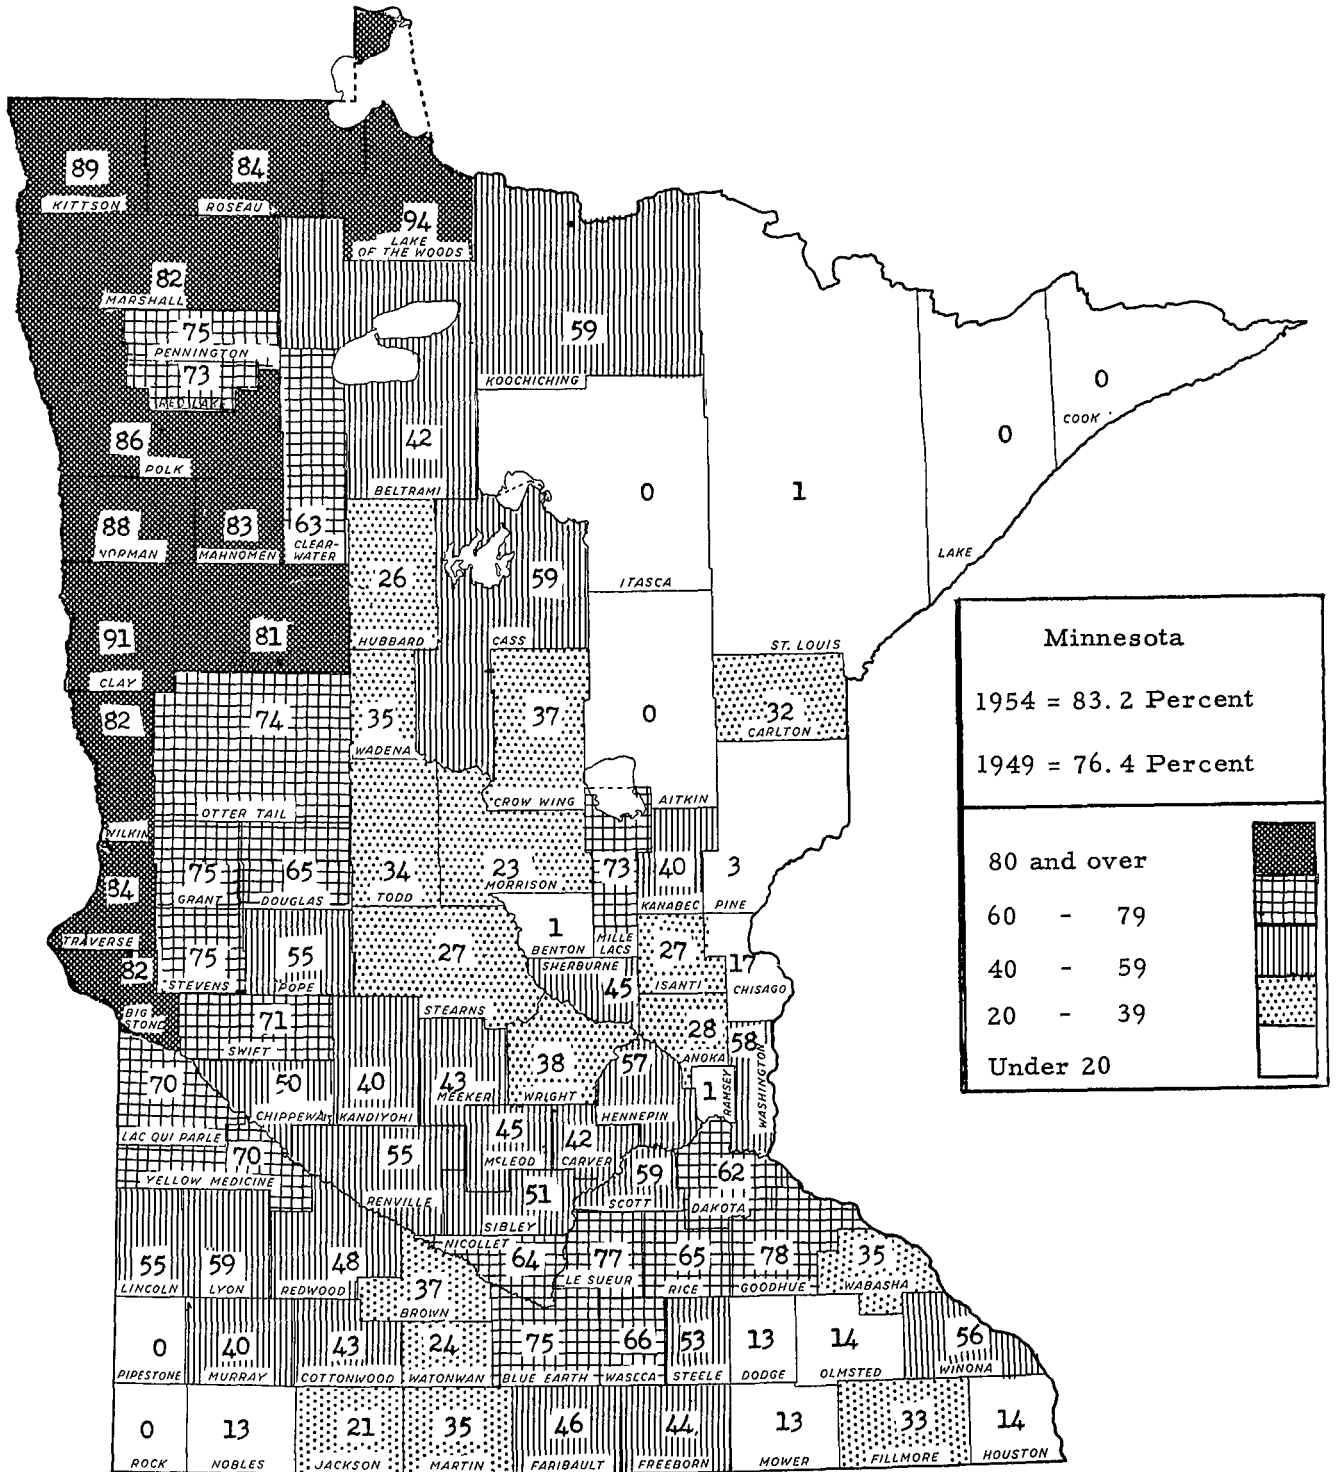 89
KITTSON
84
ROSEAU
94
LAKE
OF THE WOODS
82
MARSHALL
75
PENNINGTON
73
RED LAKE
59
KOOCHICHING
0
COOK
0
LAKE
1
ST. LOUIS
0
ITASCA
86
POLK
42
BELTRAMI
88
NORMAN
83
MAHNOMEN
63
CLEAR-
WATER
26
HUBBARD
59
CASS
91
CLAY
81
82
WILKIN
74
OTTER TAIL
35
WADENA
37
CROW WING
0
AITKIN
32
CARLTON
Minnesota
1954 = 83.2 Percent
1949 = 76.4 Percent
80 and over
60 - 79
40 - 59
20 - 39
Under 20
84
TRAVERSE
75
GRANT
65
DOUGLAS
34
TODD
23
MORRISON
73
MILLE
LACS
40
KANABEC
3
PINE
1
BENTON
82
BIG
STONE
75
STEVENS
55
POPE
27
STEARNS
SHERBURNE
45
27
ISANTI
17
CHISAGO
71
SWIFT
38
WRIGHT
57
HENNEPIN
28
ANOKA
58
WASHINGTON
1
RAMSEY
70
LAC QUI PARLE
50
CHIPPEWA
40
KANDIYOHI
43
MEEKER
45
McLEOD
42
CARVER
70
YELLOW MEDICINE
55
RENVILLE
51
SIBLEY
59
SCOTT
62
DAKOTA
55
LINCOLN
59
LYON
48
REDWOOD
37
BROWN
NICOLLET
64
77
LE SUEUR
65
RICE
78
GOODHUE
35
WABASHA
0
PIPESTONE
40
MURRAY
43
COTTONWOOD
24
WATONWAN
75
BLUE EARTH
66
WASECA
53
STEELE
13
DODGE
14
OLMSTED
56
WINONA
0
ROCK
13
NOBLES
21
JACKSON
35
MARTIN
46
FARIBAULT
44
FREEBORN
13
MOWER
33
FILLMORE
14
HOUSTON